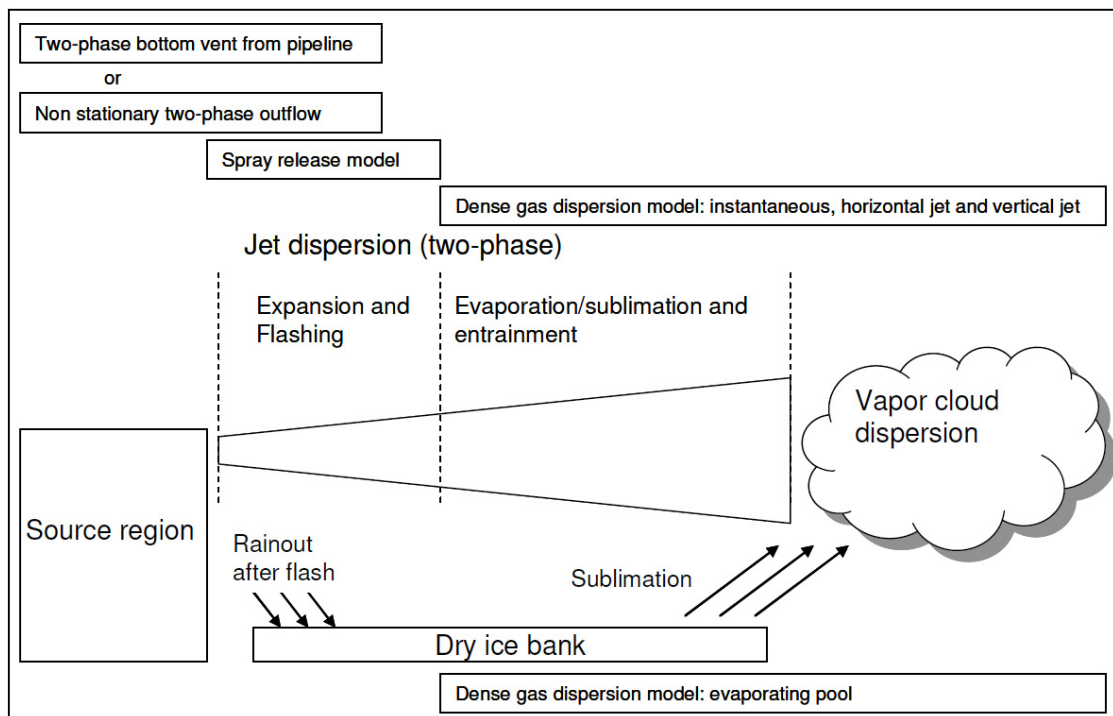 Two-phase bottom vent from pipeline
or
Non stationary two-phase outflow
Spray release model
Dense gas dispersion model: instantaneous, horizontal jet and vertical jet
Jet dispersion (two-phase)
Expansion and
Flashing
Evaporation/sublimation and
entrainment
Vapor cloud
dispersion
Source region
Rainout
after flash
Sublimation
Dry ice bank
Dense gas dispersion model: evaporating pool